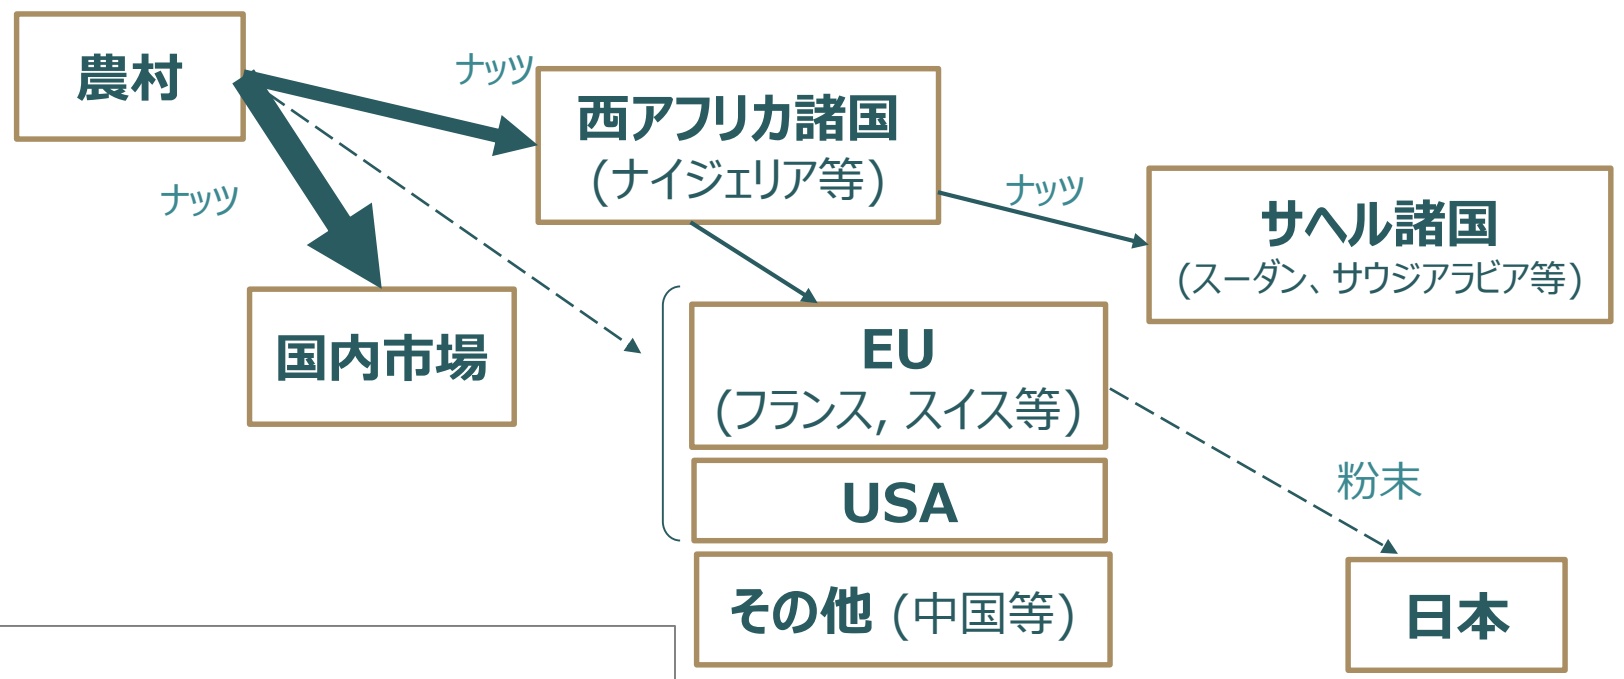 農村
ナッツ
西アフリカ諸国
(ナイジェリア等)
ナッツ
ナッツ
サヘル諸国
(スーダン、サウジアラビア等)
国内市場
EU
(フランス, スイス等)
USA
粉末
その他 (中国等)
日本